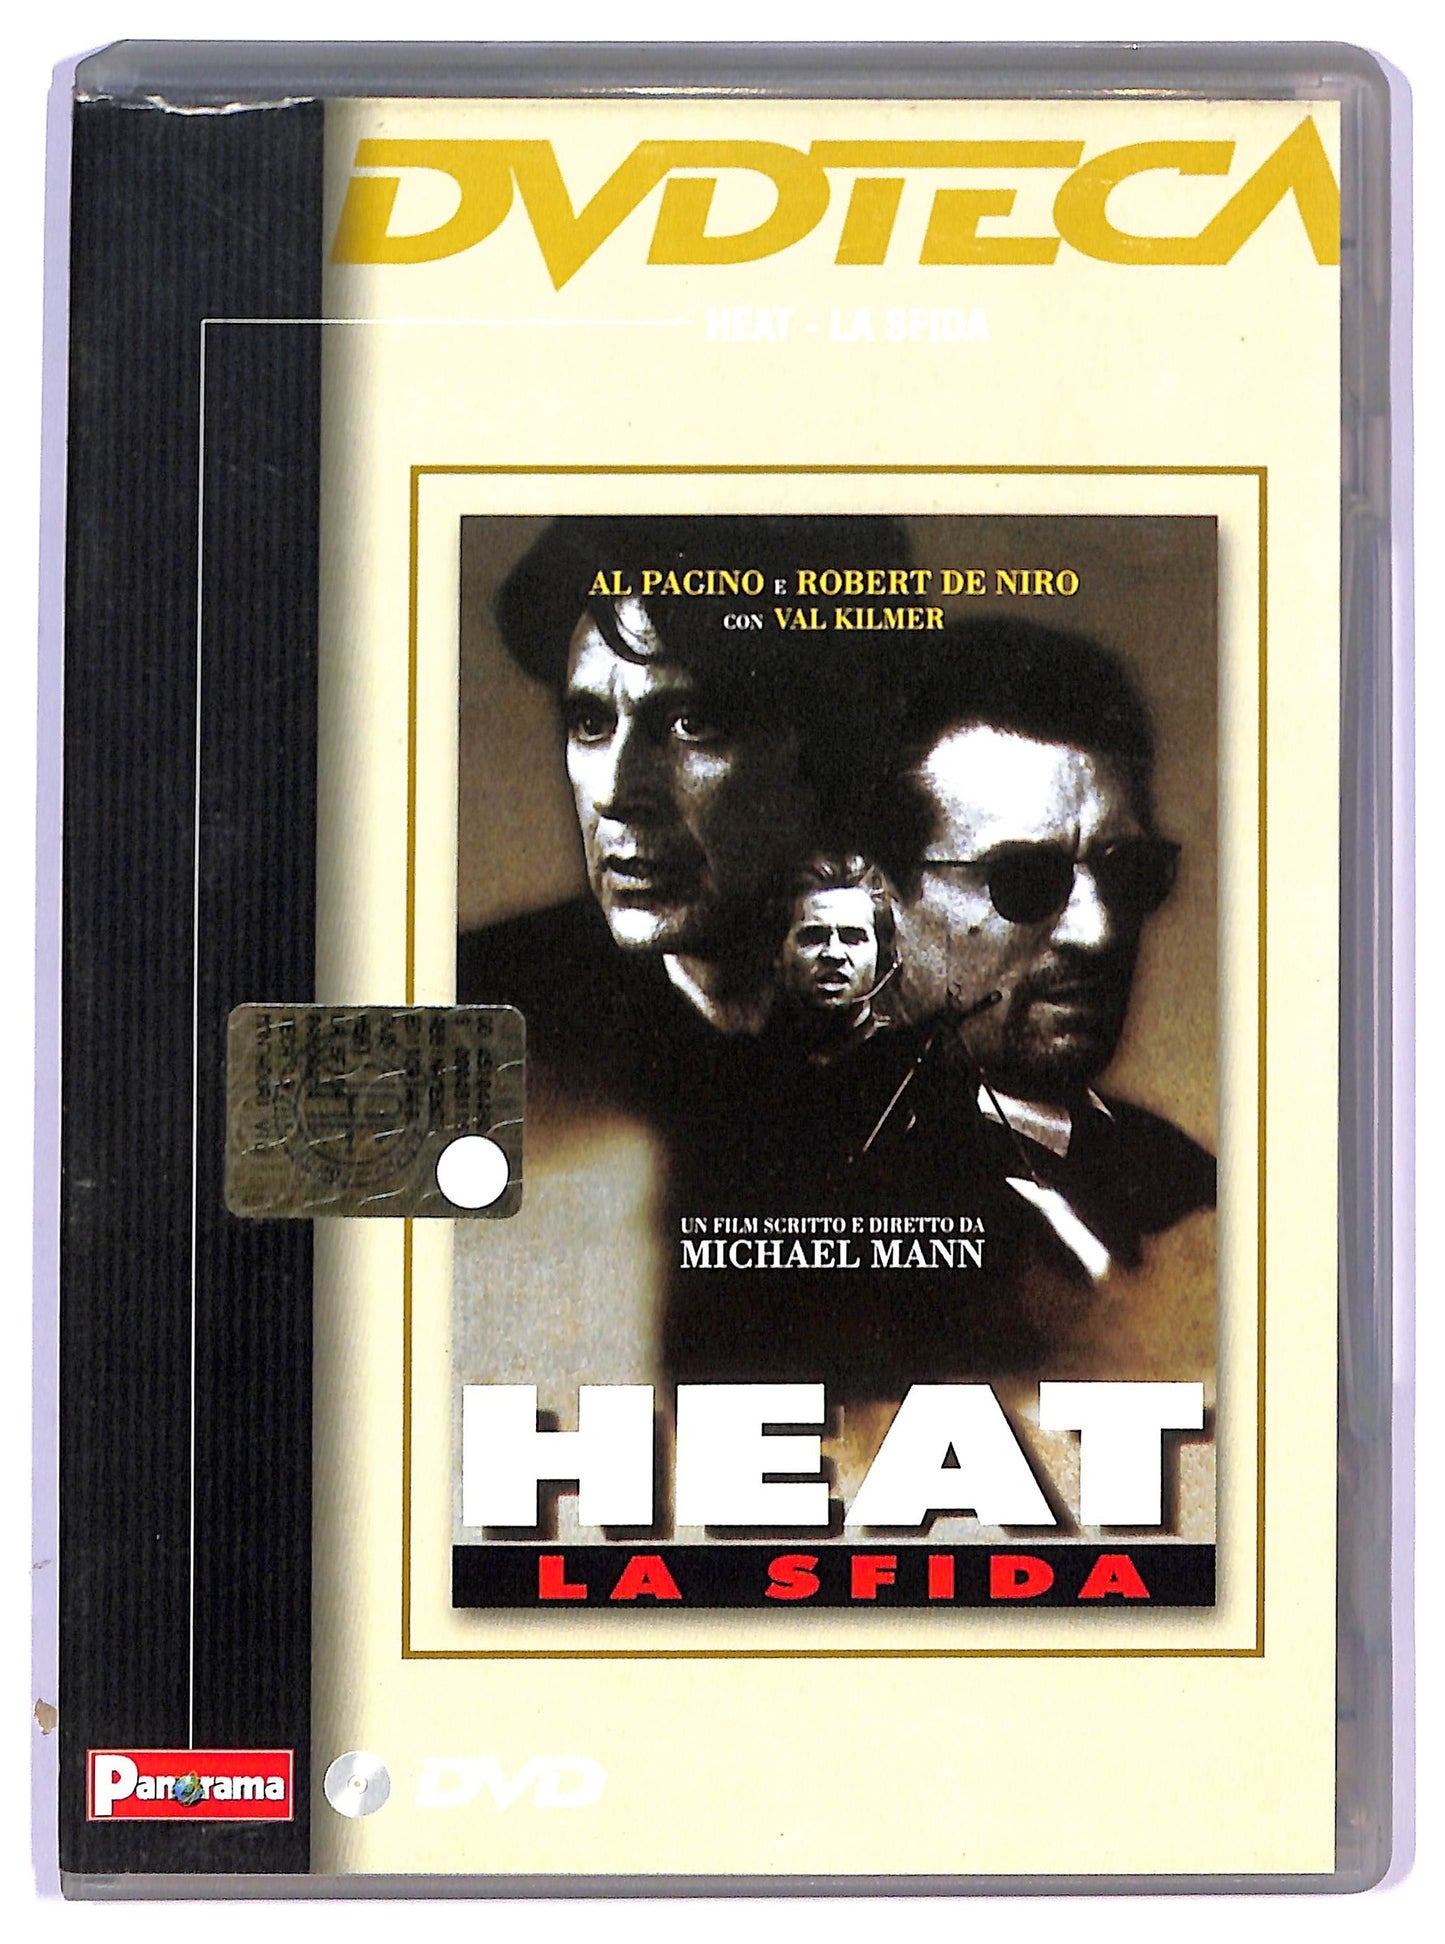 DVDTECA
HEAT - LA SFIDA
AL PACINO E ROBERT DE NIRO
CON VAL KILMER
UN FILM SCRITTO E DIRETTO DA
MICHAEL MANN
HEAT
LA SFIDA
Panorama
DVD